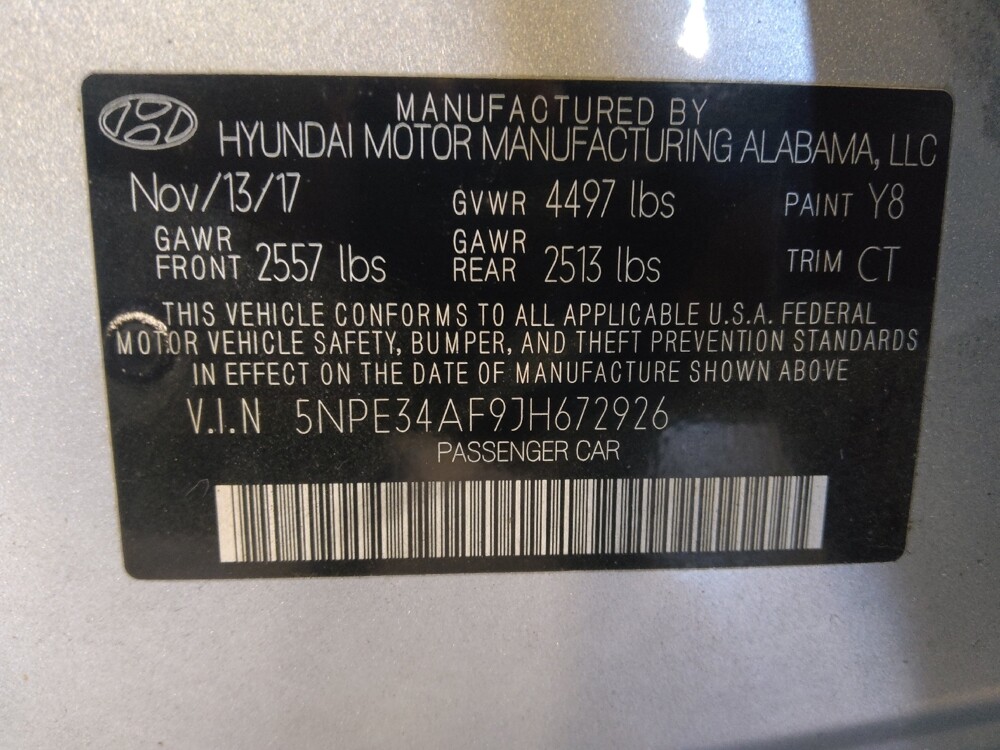 MANUFACTURED BY
HYUNDAI MOTOR MANUFACTURING ALABAMA, LLC
Nov/13/17 GVWR 4497 lbs PAINT Y8
GAWR FRONT 2557 lbs GAWR REAR 2513 lbs TRIM CT
THIS VEHICLE CONFORMS TO ALL APPLICABLE U.S.A. FEDERAL
MOTOR VEHICLE SAFETY, BUMPER, AND THEFT PREVENTION STANDARDS
IN EFFECT ON THE DATE OF MANUFACTURE SHOWN ABOVE
V.I.N 5NPE34AF9JH672926
PASSENGER CAR